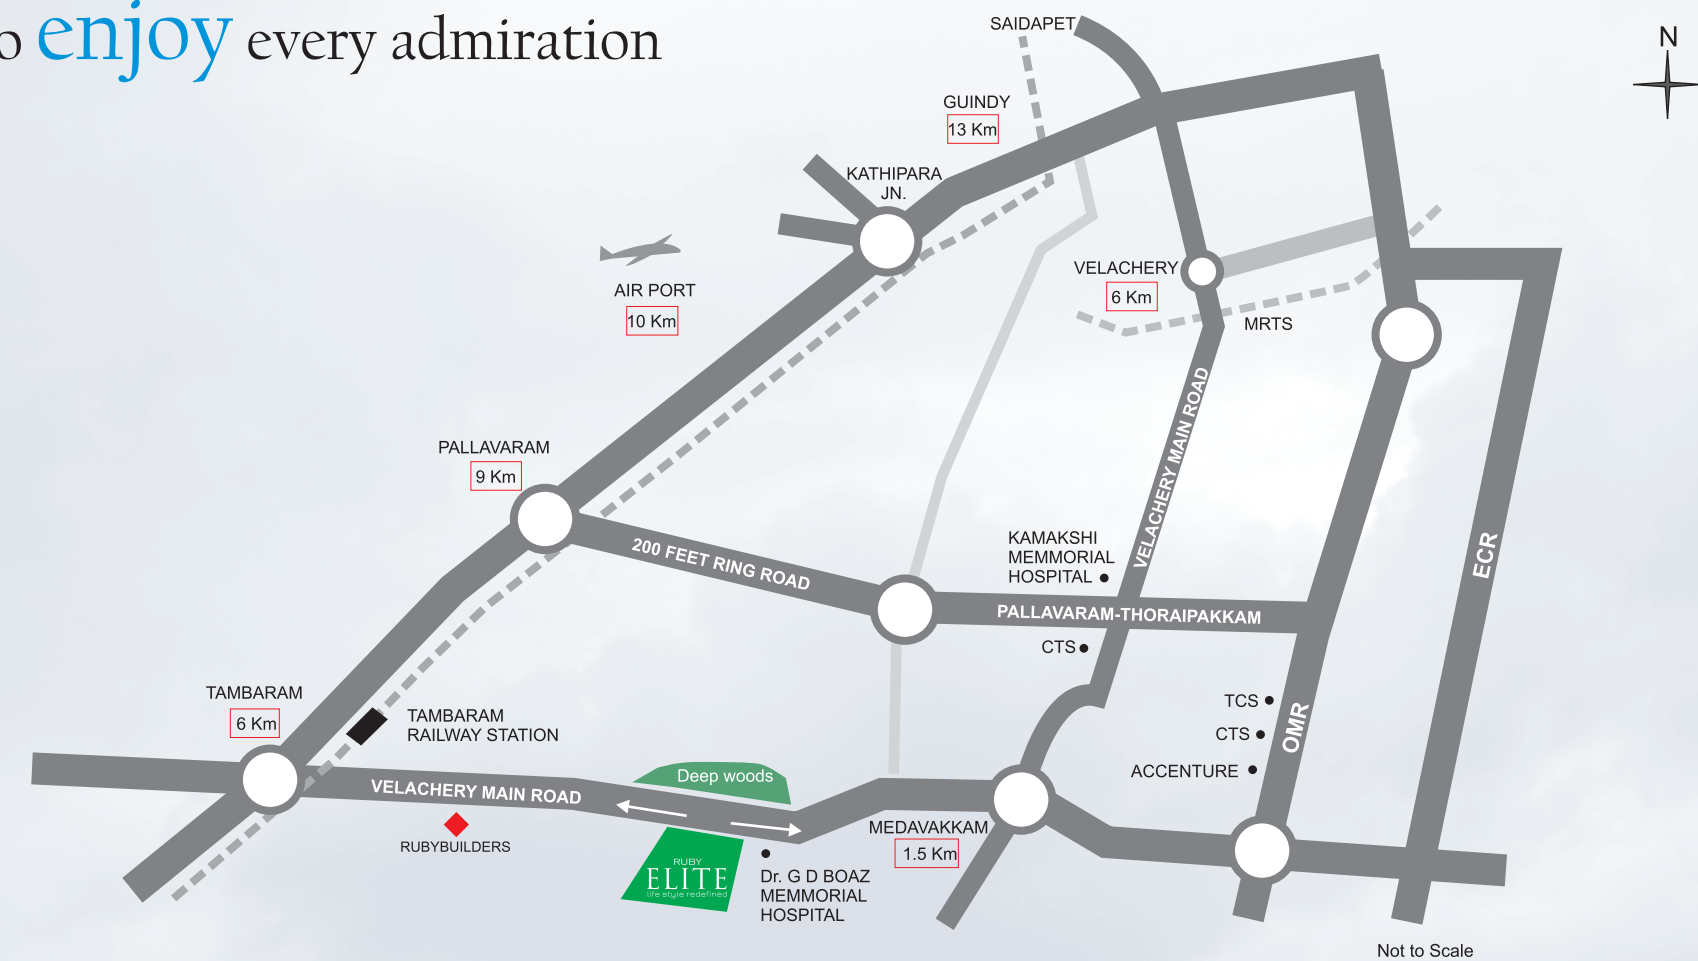 enjoy every admiration
N
SAIDAPET
GUINDY
13 Km
KATHIPARA
JN.
AIR PORT
10 Km
VELACHERY
6 Km
MRTS
PALLAVARAM
9 Km
VELACHERY MAIN ROAD
200 FEET RING ROAD
KAMAKSHI
MEMMORIAL
HOSPITAL
PALLAVARAM-THORAIPAKKAM
ECR
CTS
TAMBARAM
6 Km
TAMBARAM
RAILWAY STATION
TCS
CTS
ACCENTURE
OMR
VELACHERY MAIN ROAD
Deep woods
RUBYBUILDERS
MEDAVAKKAM
1.5 Km
RUBY
ELITE
life style redefined
Dr. G D BOAZ
MEMMORIAL
HOSPITAL
Not to Scale